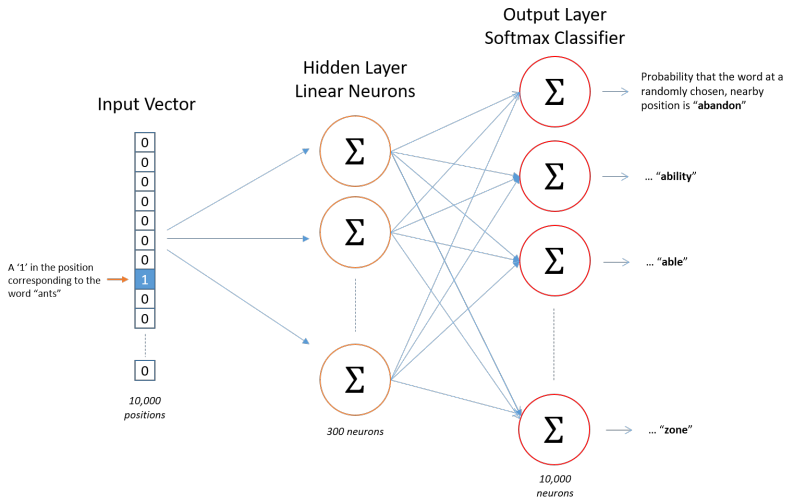 Output Layer
Softmax Classifier
Hidden Layer
Linear Neurons
Input Vector
0
0
0
0
0
0
0
1
0
0
0
A ‘1’ in the position
corresponding to the
word “ants”
10,000
positions
Σ
Σ
Σ
300 neurons
Σ
Σ
Σ
Σ
10,000
neurons
Probability that the word at a
randomly chosen, nearby
position is “abandon”
... “ability”
... “able”
... “zone”